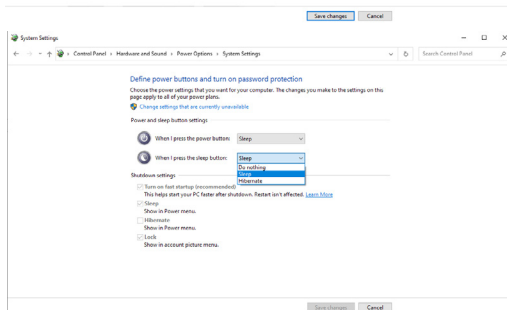 Save changes Cancel
System Settings
Control Panel › Hardware and Sound › Power Options › System Settings
Search Control Panel
Define power buttons and turn on password protection
Choose the power settings that you want for your computer. The changes you make to the settings on this
page apply to all of your power plans.
Change settings that are currently unavailable
Power and sleep button settings
When I press the power button: Sleep
When I press the sleep button: Sleep
Do nothing
Sleep
Hibernate
Shutdown settings
Turn on fast startup (recommended)
This helps start your PC faster after shutdown. Restart isn't affected. Learn More
Sleep
Show in Power menu.
Hibernate
Show in Power menu.
Lock
Show in account picture menu.
Save changes Cancel